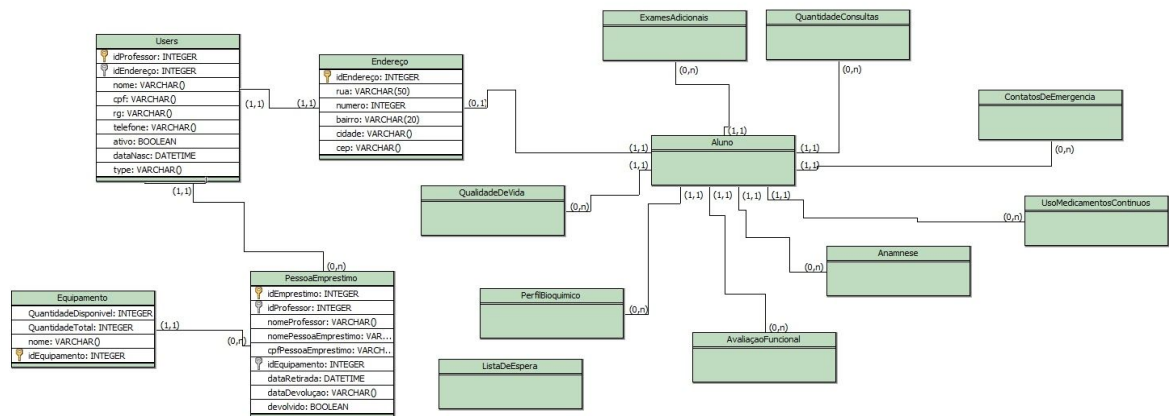 Users
idProfessor: INTEGER
idEndereço: INTEGER
nome: VARCHAR()
cpf: VARCHAR()
rg: VARCHAR()
telefone: VARCHAR()
ativo: BOOLEAN
dataNasc: DATETIME
type: VARCHAR()
(1,1)
(1,1)
(1,1)
Endereço
idEndereço: INTEGER
rua: VARCHAR(50)
numero: INTEGER
bairro: VARCHAR(20)
cidade: VARCHAR()
cep: VARCHAR()
(0,1)
ExamesAdicionais
(0,n)
QuantidadeConsultas
(0,n)
ContatosDeEmergencia
(0,n)
(1,1)
Aluno
(1,1)
(1,1)
(1,1)
(1,1)
(1,1)
(1,1)
(1,1)
(1,1)
(1,1)
QualidadeDeVida
(0,n)
UsoMedicamentosContinuos
(0,n)
Anamnese
(0,n)
PerfilBioquimico
(0,n)
AvaliaçaoFuncional
(0,n)
ListaDeEspera
(0,n)
PessoaEmprestimo
idEmprestimo: INTEGER
idProfessor: INTEGER
nomeProfessor: VARCHAR()
nomePessoaEmprestimo: VAR...
cpfPessoaEmprestimo: VARCH...
idEquipamento: INTEGER
dataRetirada: DATETIME
dataDevoluçao: VARCHAR()
devolvido: BOOLEAN
Equipamento
QuantidadeDisponivel: INTEGER
QuantidadeTotal: INTEGER
nome: VARCHAR()
idEquipamento: INTEGER
(1,1)
(0,n)